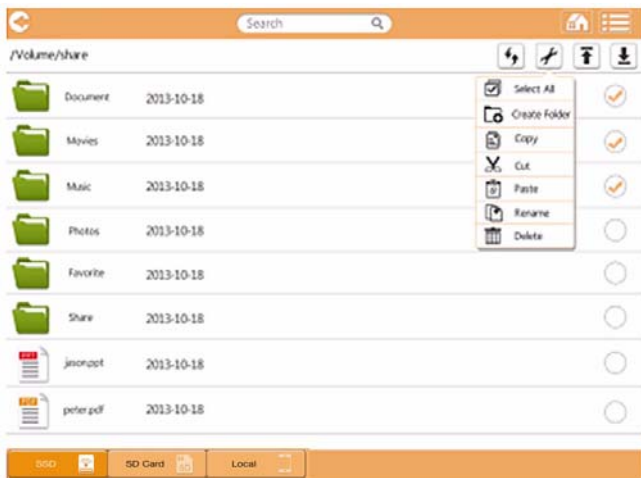 Search
/Volume/share
Select All
Create Folder
Copy
Cut
Paste
Rename
Delete
Document 2013-10-18
Movies 2013-10-18
Music 2013-10-18
Photos 2013-10-18
Favorite 2013-10-18
Share 2013-10-18
PPT
jason.ppt 2013-10-18
PDF
peter.pdf 2013-10-18
SSD SD Card Local